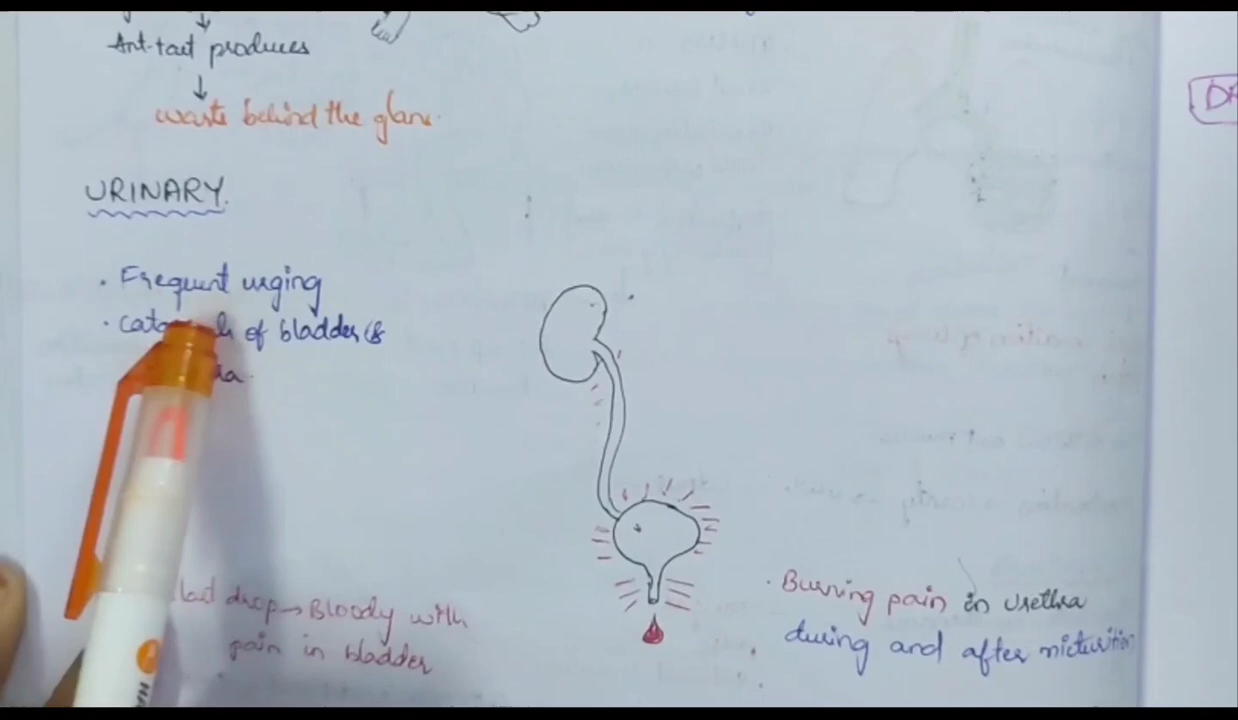 Ant-tart produces
waste behind the glans.
URINARY.
• Frequent urging
• of bladder &
last drop → Bloody with
pain in bladder
• Burning pain in urethra
during and after micturition